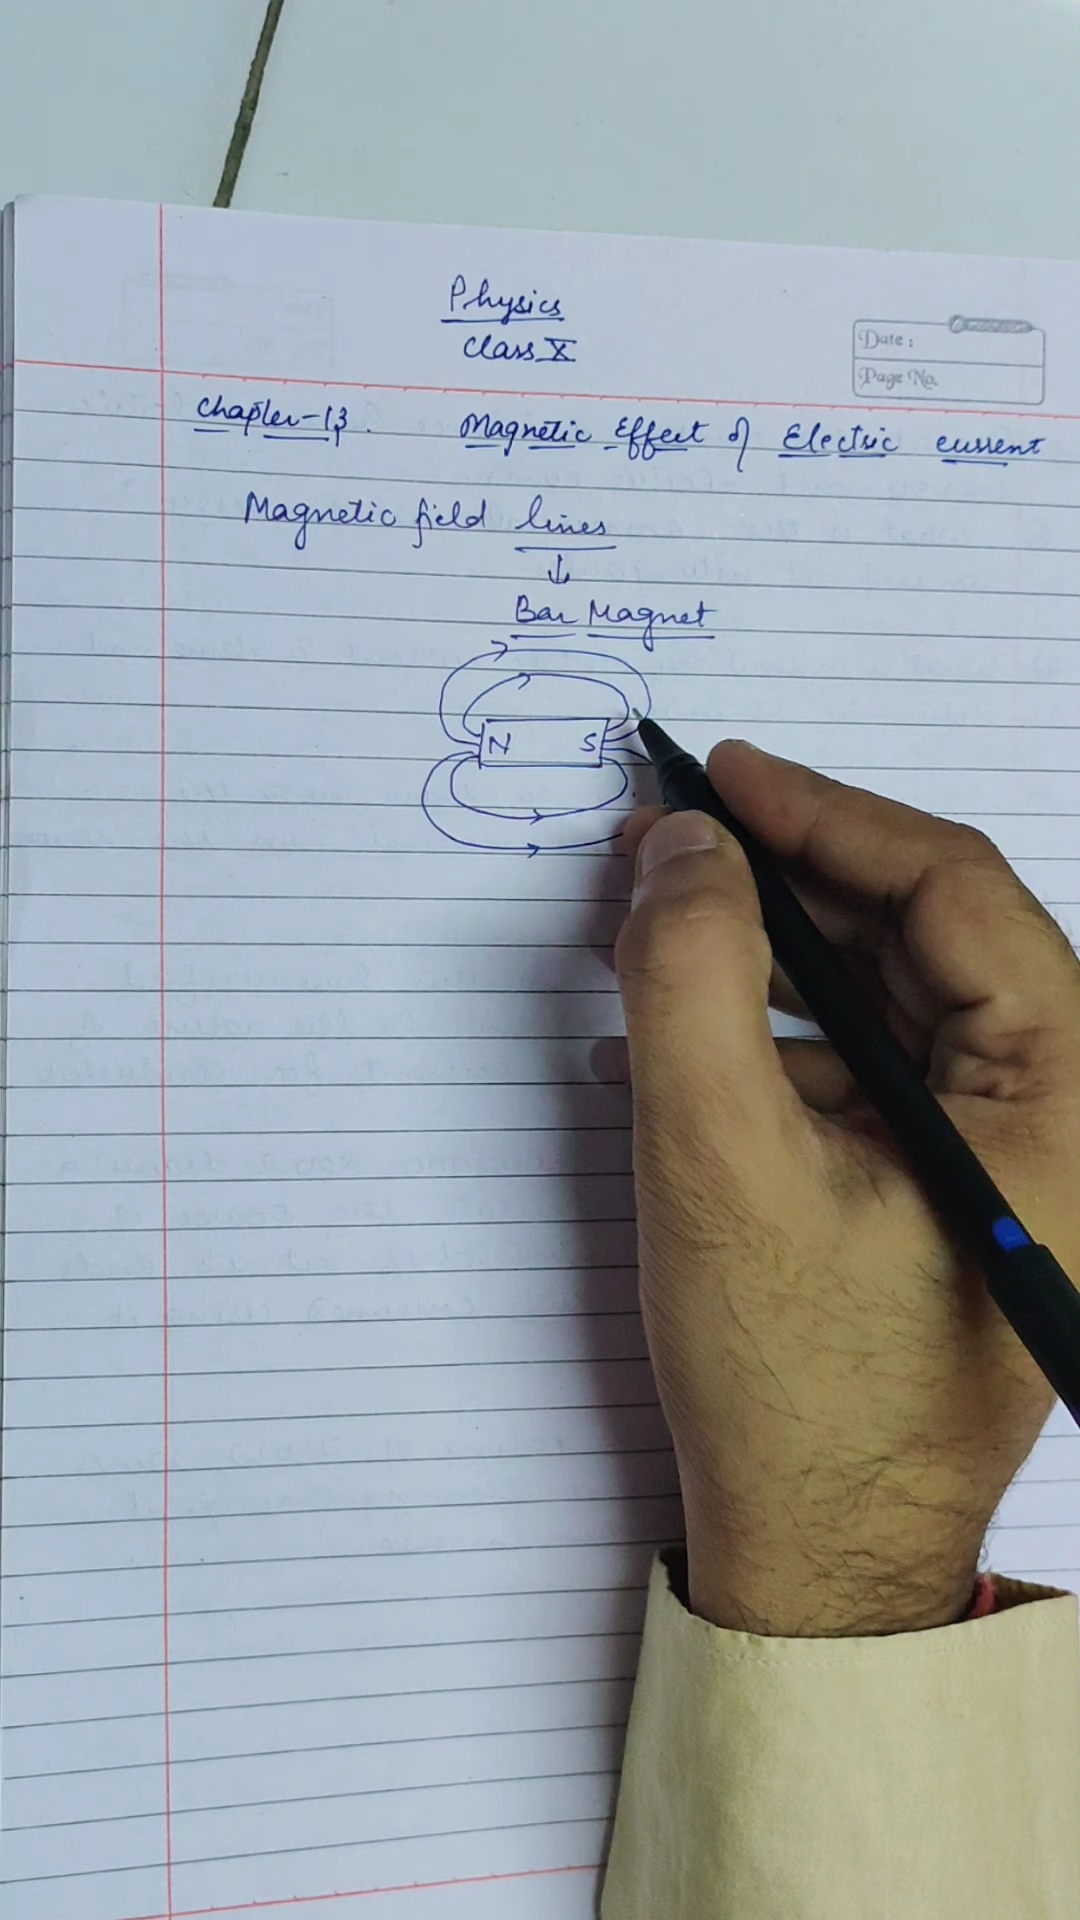 Physics
Class X
Date :
Page No.
Chapter-13. Magnetic Effect of Electric current
Magnetic field lines
↓
Bar Magnet
N S